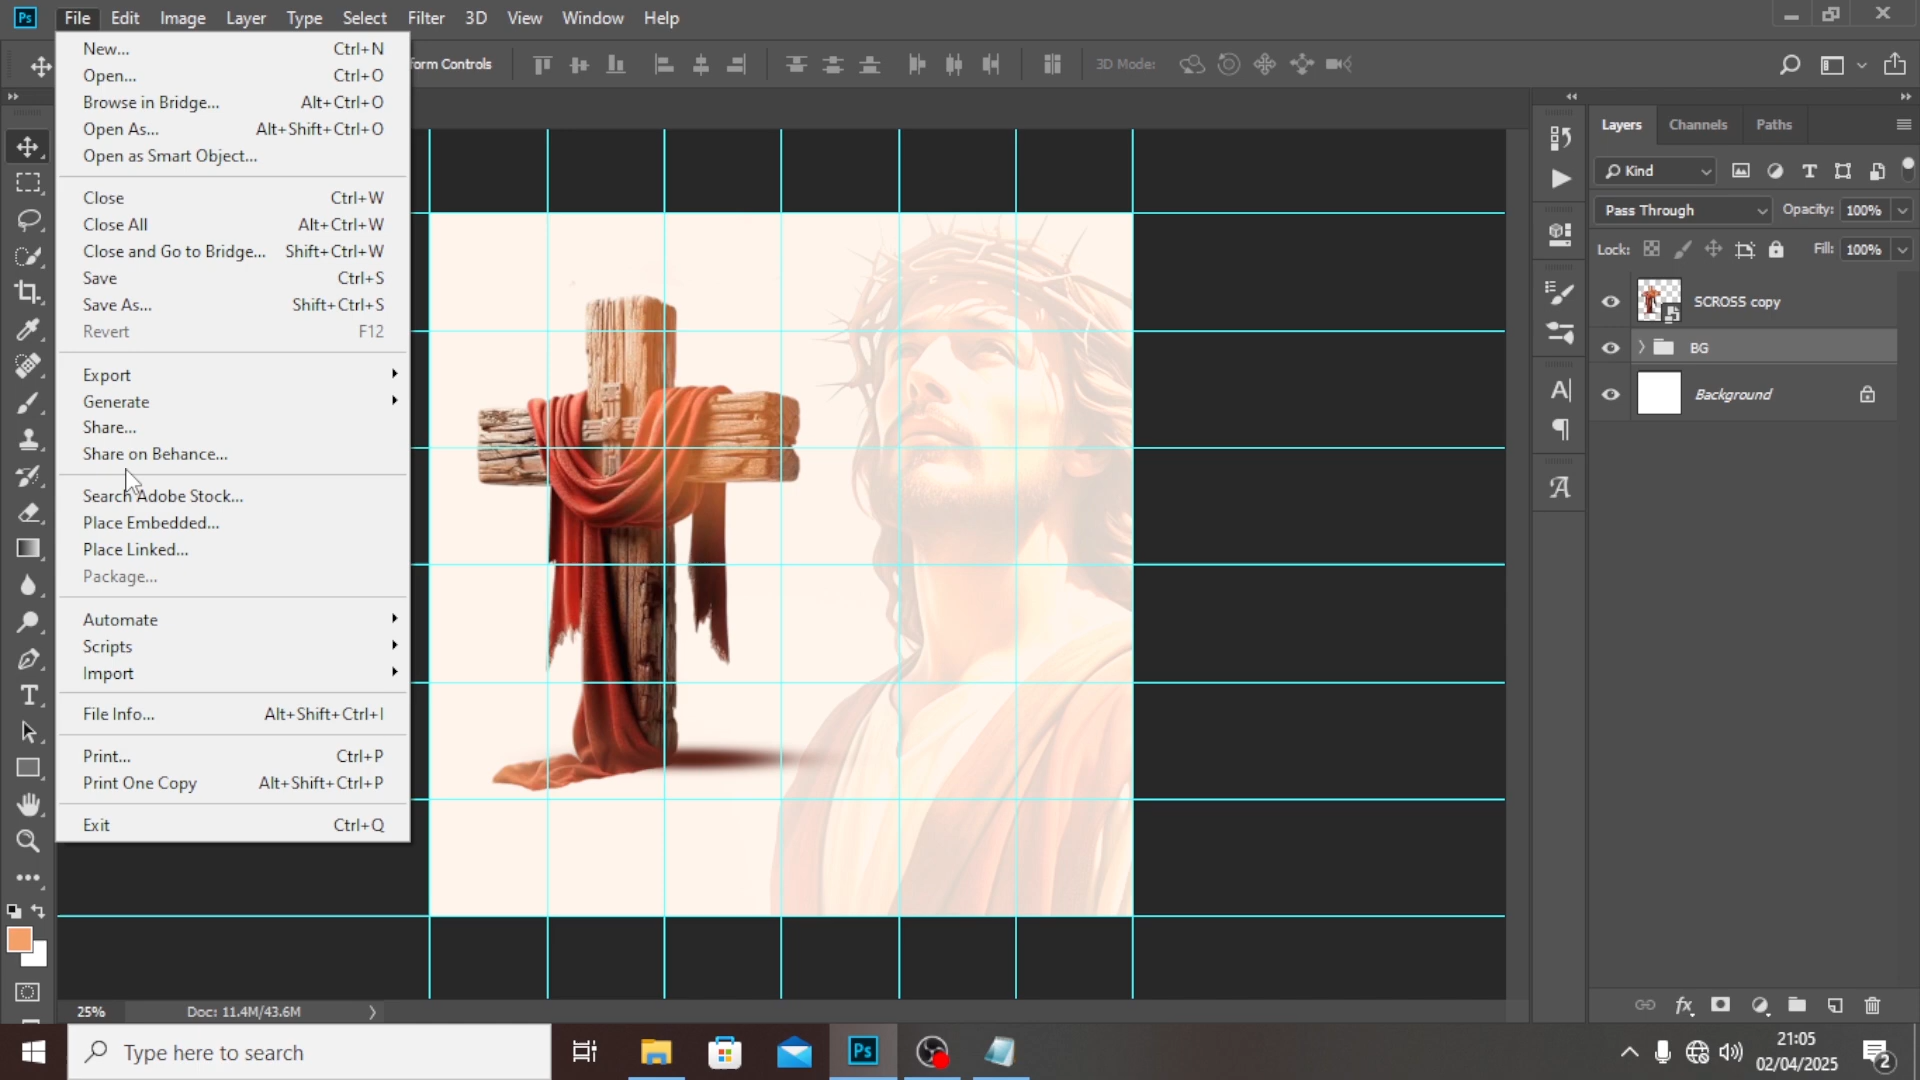 Ps File Edit Image Layer Type Select Filter 3D View Window Help
form Controls 3D Mode:
New... Ctrl+N
Open... Ctrl+O
Browse in Bridge... Alt+Ctrl+O
Open As... Alt+Shift+Ctrl+O
Open as Smart Object...
Close Ctrl+W
Close All Alt+Ctrl+W
Close and Go to Bridge... Shift+Ctrl+W
Save Ctrl+S
Save As... Shift+Ctrl+S
Revert F12
Export
Generate
Share...
Share on Behance...
Search Adobe Stock...
Place Embedded...
Place Linked...
Package...
Automate
Scripts
Import
File Info... Alt+Shift+Ctrl+I
Print... Ctrl+P
Print One Copy Alt+Shift+Ctrl+P
Exit Ctrl+Q
Layers Channels Paths
Kind
Pass Through Opacity: 100%
Lock: Fill: 100%
SCROSS copy
BG
Background
25% Doc: 11.4M/43.6M
Type here to search
Ps
21:05
02/04/2025
2